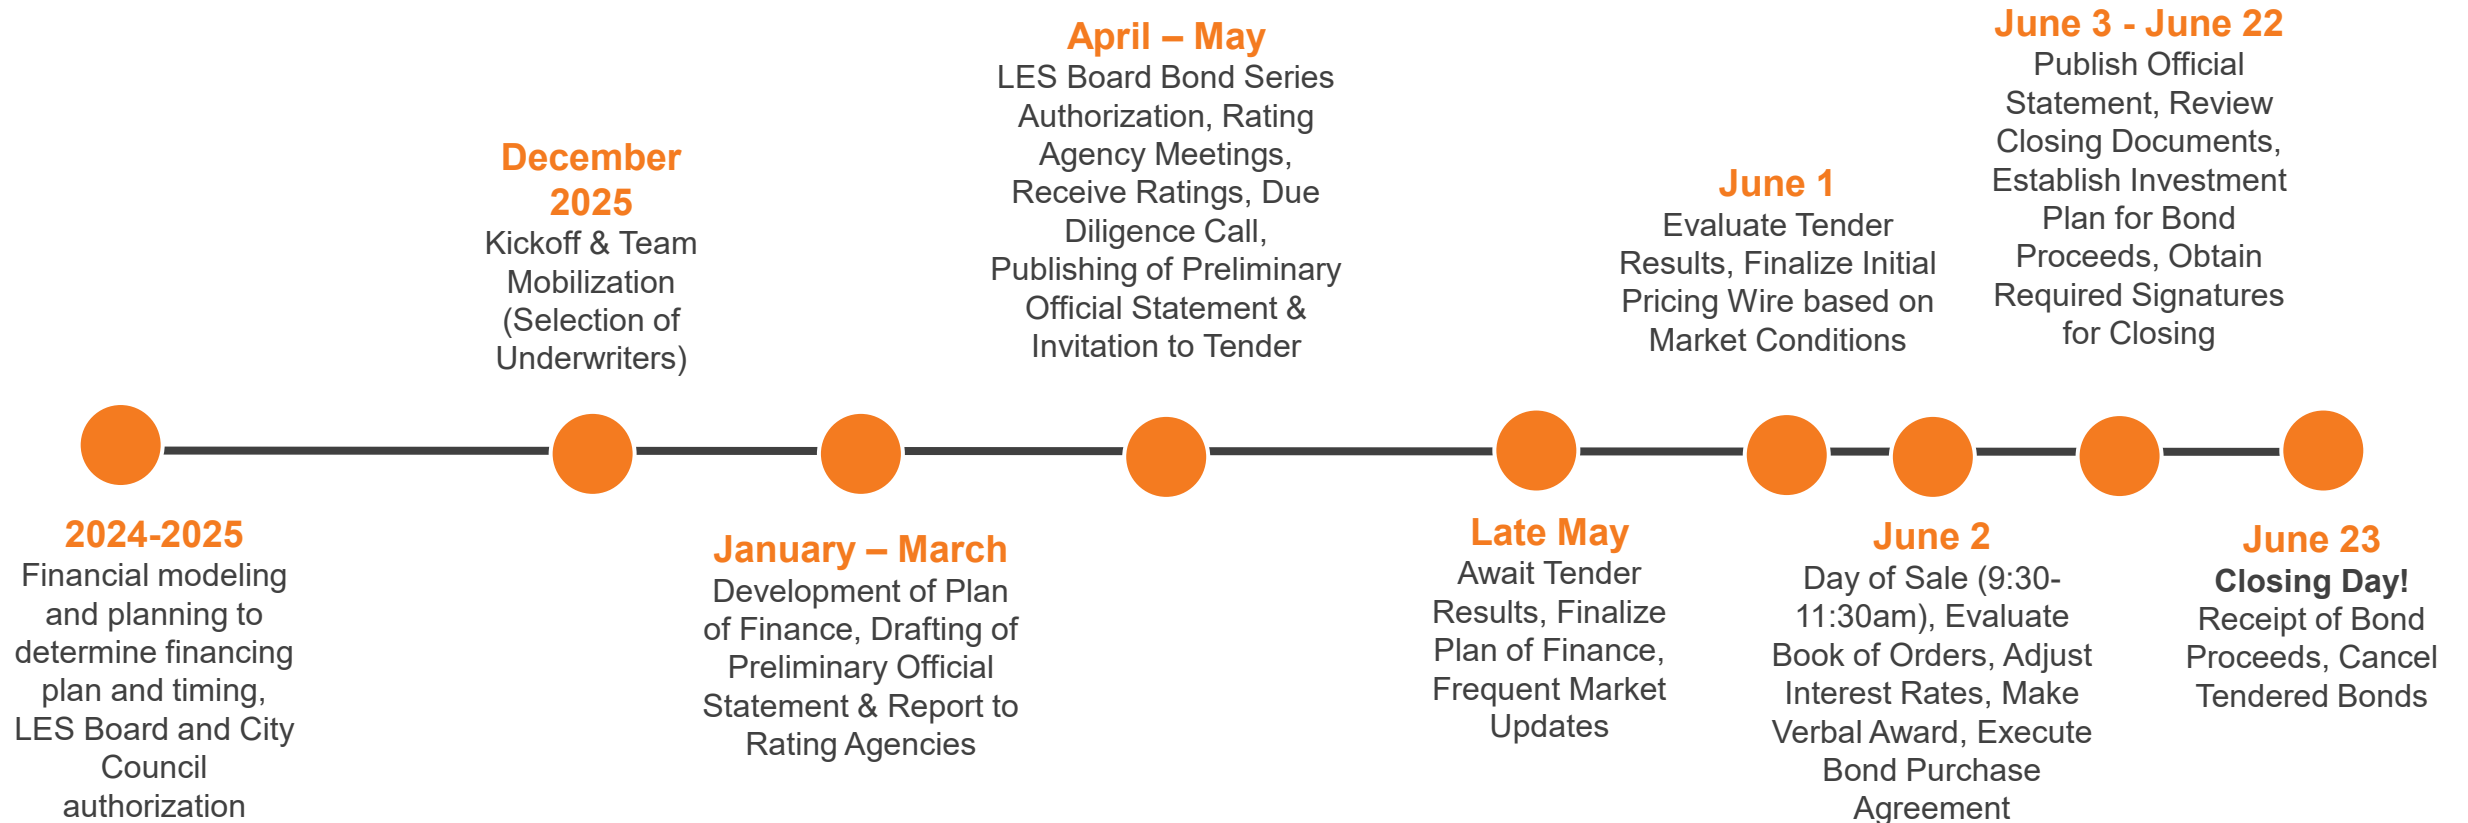 2024-2025
Financial modeling
and planning to
determine financing
plan and timing,
LES Board and City
Council
authorization
December
2025
Kickoff & Team
Mobilization
(Selection of
Underwriters)
January – March
Development of Plan
of Finance, Drafting of
Preliminary Official
Statement & Report to
Rating Agencies
April – May
LES Board Bond Series
Authorization, Rating
Agency Meetings,
Receive Ratings, Due
Diligence Call,
Publishing of Preliminary
Official Statement &
Invitation to Tender
Late May
Await Tender
Results, Finalize
Plan of Finance,
Frequent Market
Updates
June 1
Evaluate Tender
Results, Finalize Initial
Pricing Wire based on
Market Conditions
June 2
Day of Sale (9:30-
11:30am), Evaluate
Book of Orders, Adjust
Interest Rates, Make
Verbal Award, Execute
Bond Purchase
Agreement
June 3 - June 22
Publish Official
Statement, Review
Closing Documents,
Establish Investment
Plan for Bond
Proceeds, Obtain
Required Signatures
for Closing
June 23
Closing Day!
Receipt of Bond
Proceeds, Cancel
Tendered Bonds